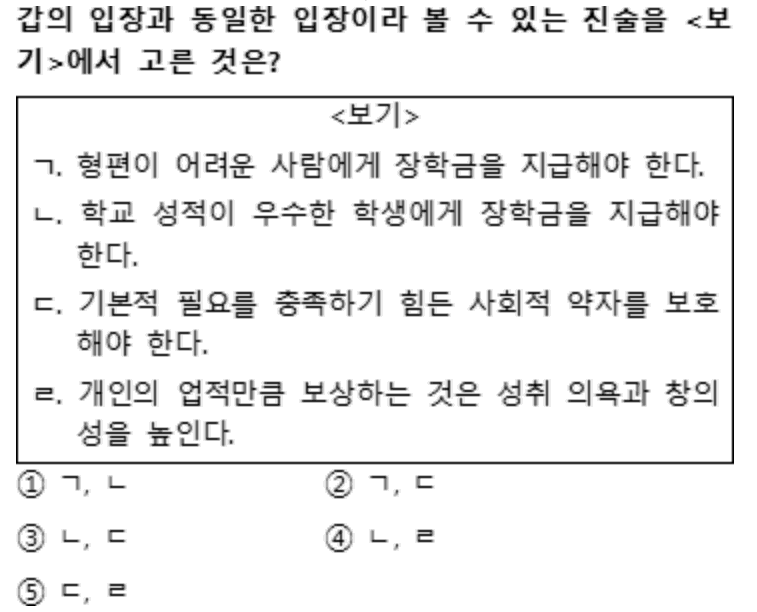 갑의 입장과 동일한 입장이라 볼 수 있는 진술을 <보
기>에서 고른 것은?
<보기>
ㄱ. 형편이 어려운 사람에게 장학금을 지급해야 한다.
ㄴ. 학교 성적이 우수한 학생에게 장학금을 지급해야
한다.
ㄷ. 기본적 필요를 충족하기 힘든 사회적 약자를 보호
해야 한다.
ㄹ. 개인의 업적만큼 보상하는 것은 성취 의욕과 창의
성을 높인다.
① ㄱ, ㄴ ② ㄱ, ㄷ
③ ㄴ, ㄷ ④ ㄴ, ㄹ
⑤ ㄷ, ㄹ